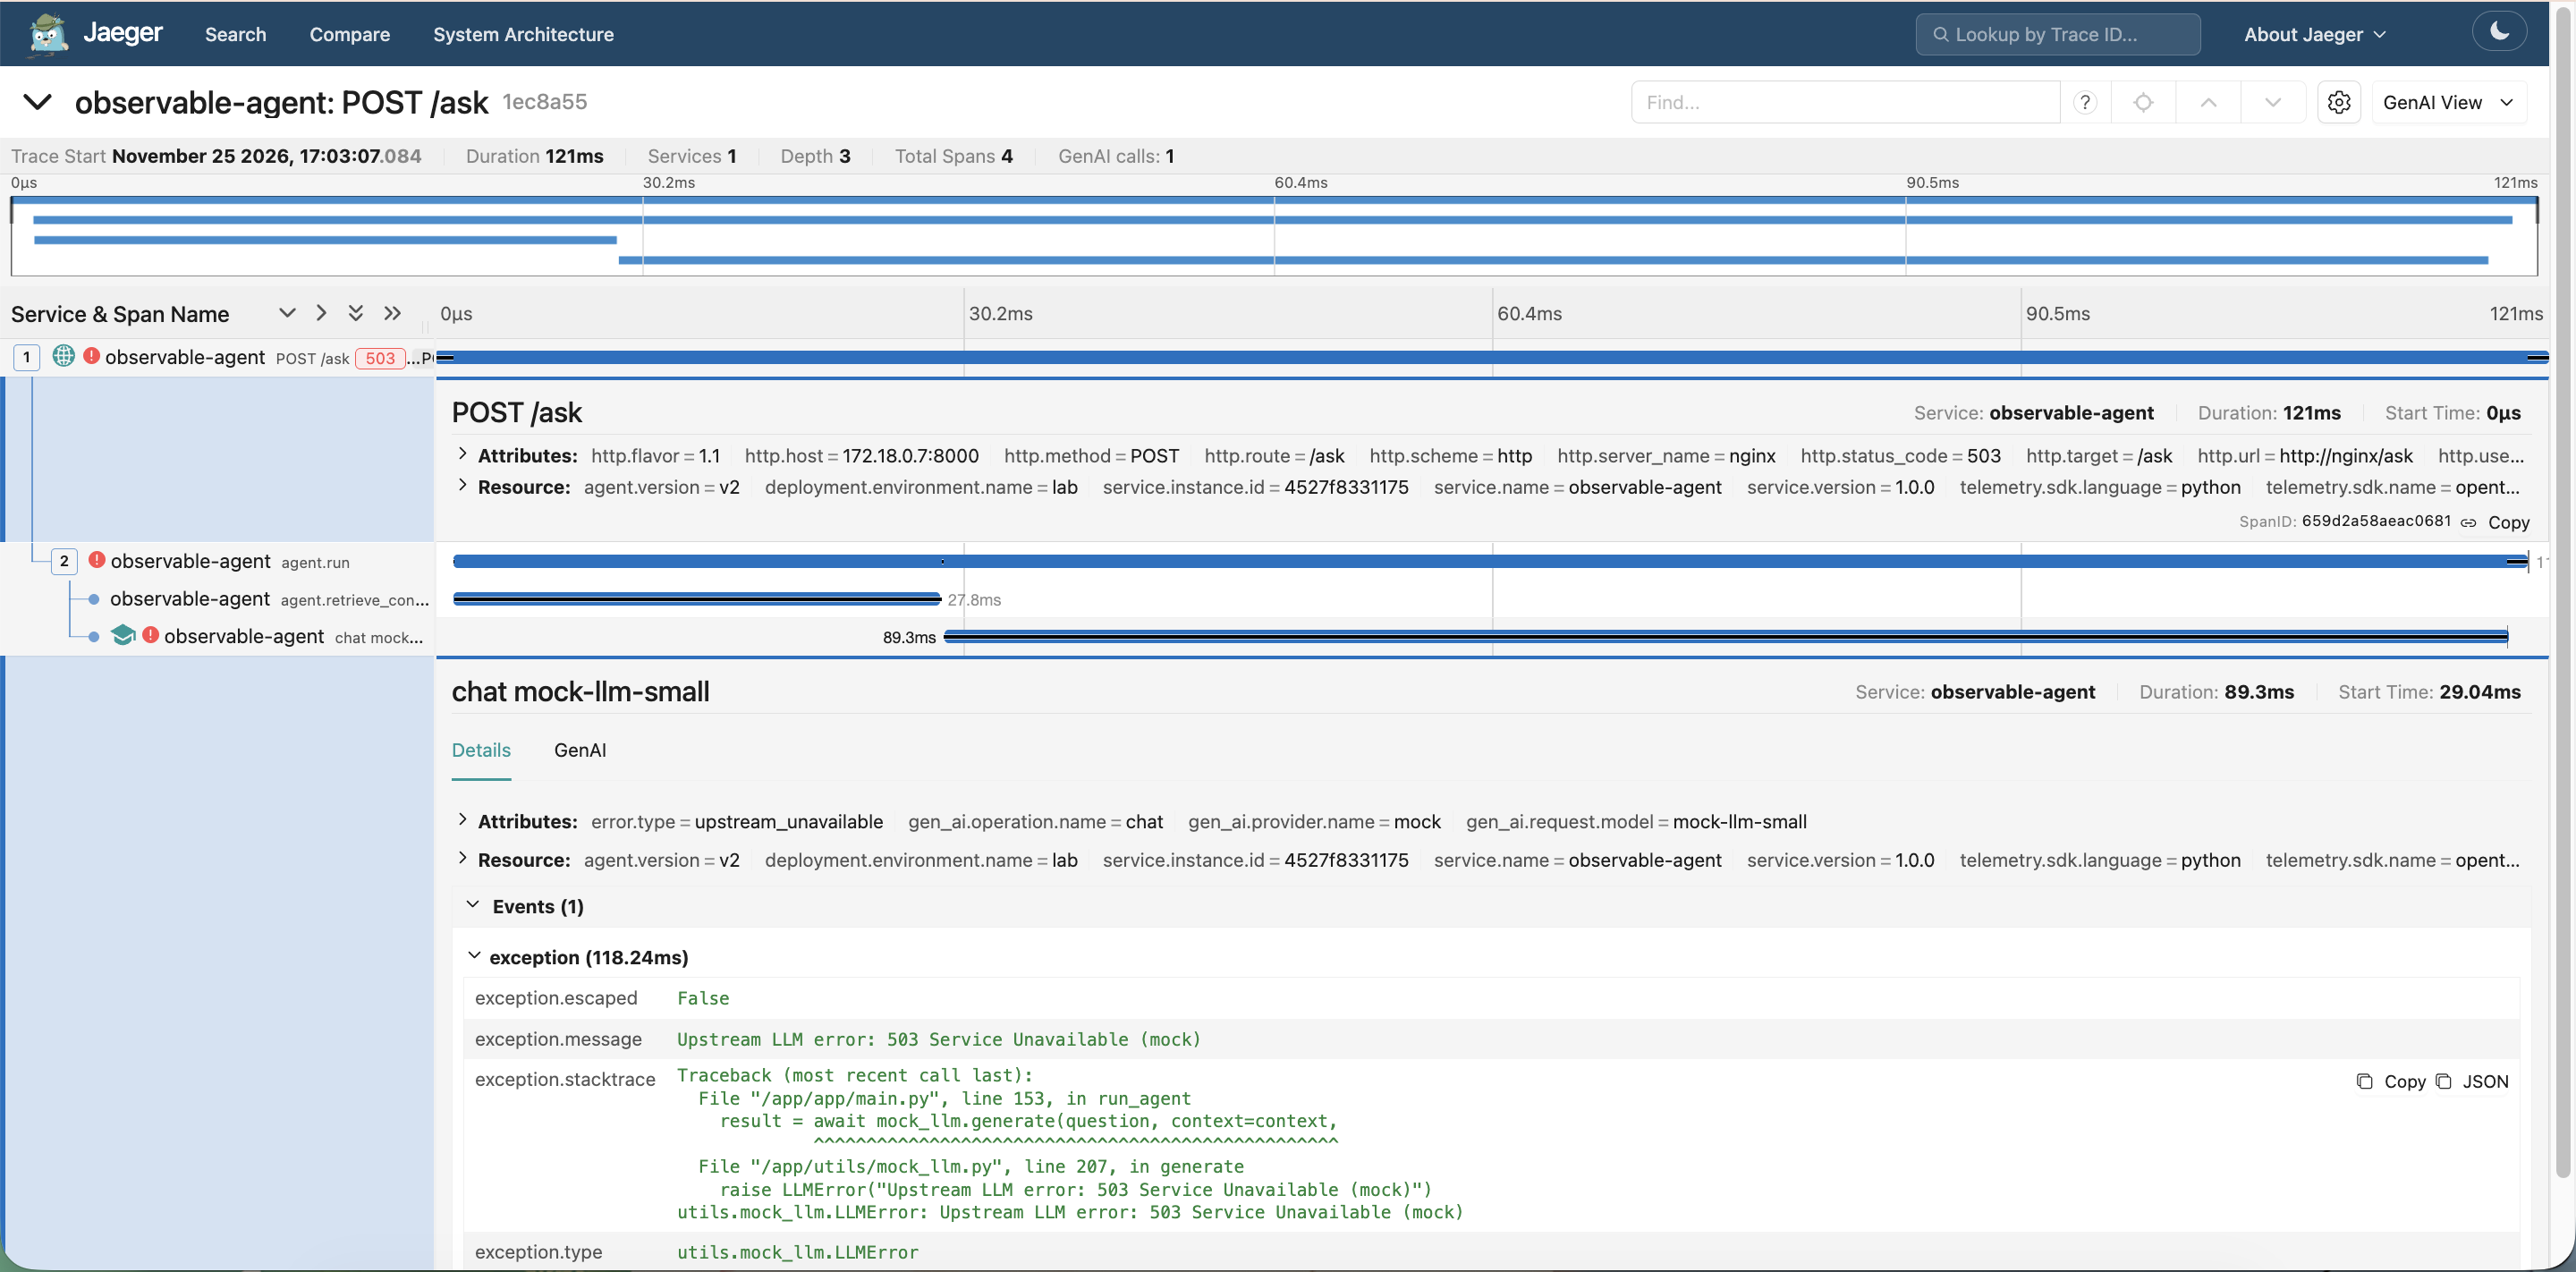 Jaeger Search Compare System Architecture Lookup by Trace ID... About Jaeger
observable-agent: POST /ask 1ec8a55 Find... ? GenAI View
Trace Start November 25 2026, 17:03:07.084 Duration 121ms Services 1 Depth 3 Total Spans 4 GenAI calls: 1
0μs 30.2ms 60.4ms 90.5ms 121ms
Service & Span Name 0μs 30.2ms 60.4ms 90.5ms 121ms
1 observable-agent POST /ask 503 ...P
POST /ask Service: observable-agent Duration: 121ms Start Time: 0μs
Attributes: http.flavor = 1.1 http.host = 172.18.0.7:8000 http.method = POST http.route = /ask http.scheme = http http.server_name = nginx http.status_code = 503 http.target = /ask http.url = http://nginx/ask http.use...
Resource: agent.version = v2 deployment.environment.name = lab service.instance.id = 4527f8331175 service.name = observable-agent service.version = 1.0.0 telemetry.sdk.language = python telemetry.sdk.name = opent...
SpanID: 659d2a58aeac0681 Copy
2 observable-agent agent.run
observable-agent agent.retrieve_con... 27.8ms
observable-agent chat mock... 89.3ms
chat mock-llm-small Service: observable-agent Duration: 89.3ms Start Time: 29.04ms
Details GenAI
Attributes: error.type = upstream_unavailable gen_ai.operation.name = chat gen_ai.provider.name = mock gen_ai.request.model = mock-llm-small
Resource: agent.version = v2 deployment.environment.name = lab service.instance.id = 4527f8331175 service.name = observable-agent service.version = 1.0.0 telemetry.sdk.language = python telemetry.sdk.name = opent...
Events (1)
exception (118.24ms)
exception.escaped False
exception.message Upstream LLM error: 503 Service Unavailable (mock)
exception.stacktrace Traceback (most recent call last): Copy JSON
File "/app/app/main.py", line 153, in run_agent
result = await mock_llm.generate(question, context=context,
^^^^^^^^^^^^^^^^^^^^^^^^^^^^^^^^^^^^^^^^^^^^^^^^^^
File "/app/utils/mock_llm.py", line 207, in generate
raise LLMError("Upstream LLM error: 503 Service Unavailable (mock)")
utils.mock_llm.LLMError: Upstream LLM error: 503 Service Unavailable (mock)
exception.type utils.mock_llm.LLMError